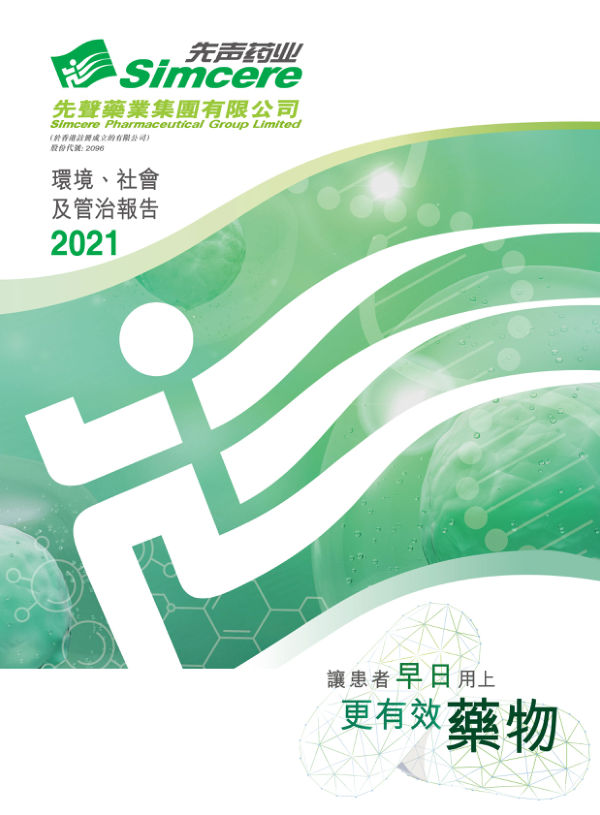 先声药业
Simcere
先聲藥業集團有限公司
Simcere Pharmaceutical Group Limited
(於香港註冊成立的有限公司)
股份代號: 2096
環境、社會
及管治報告
2021
讓患者早日用上
更有效藥物